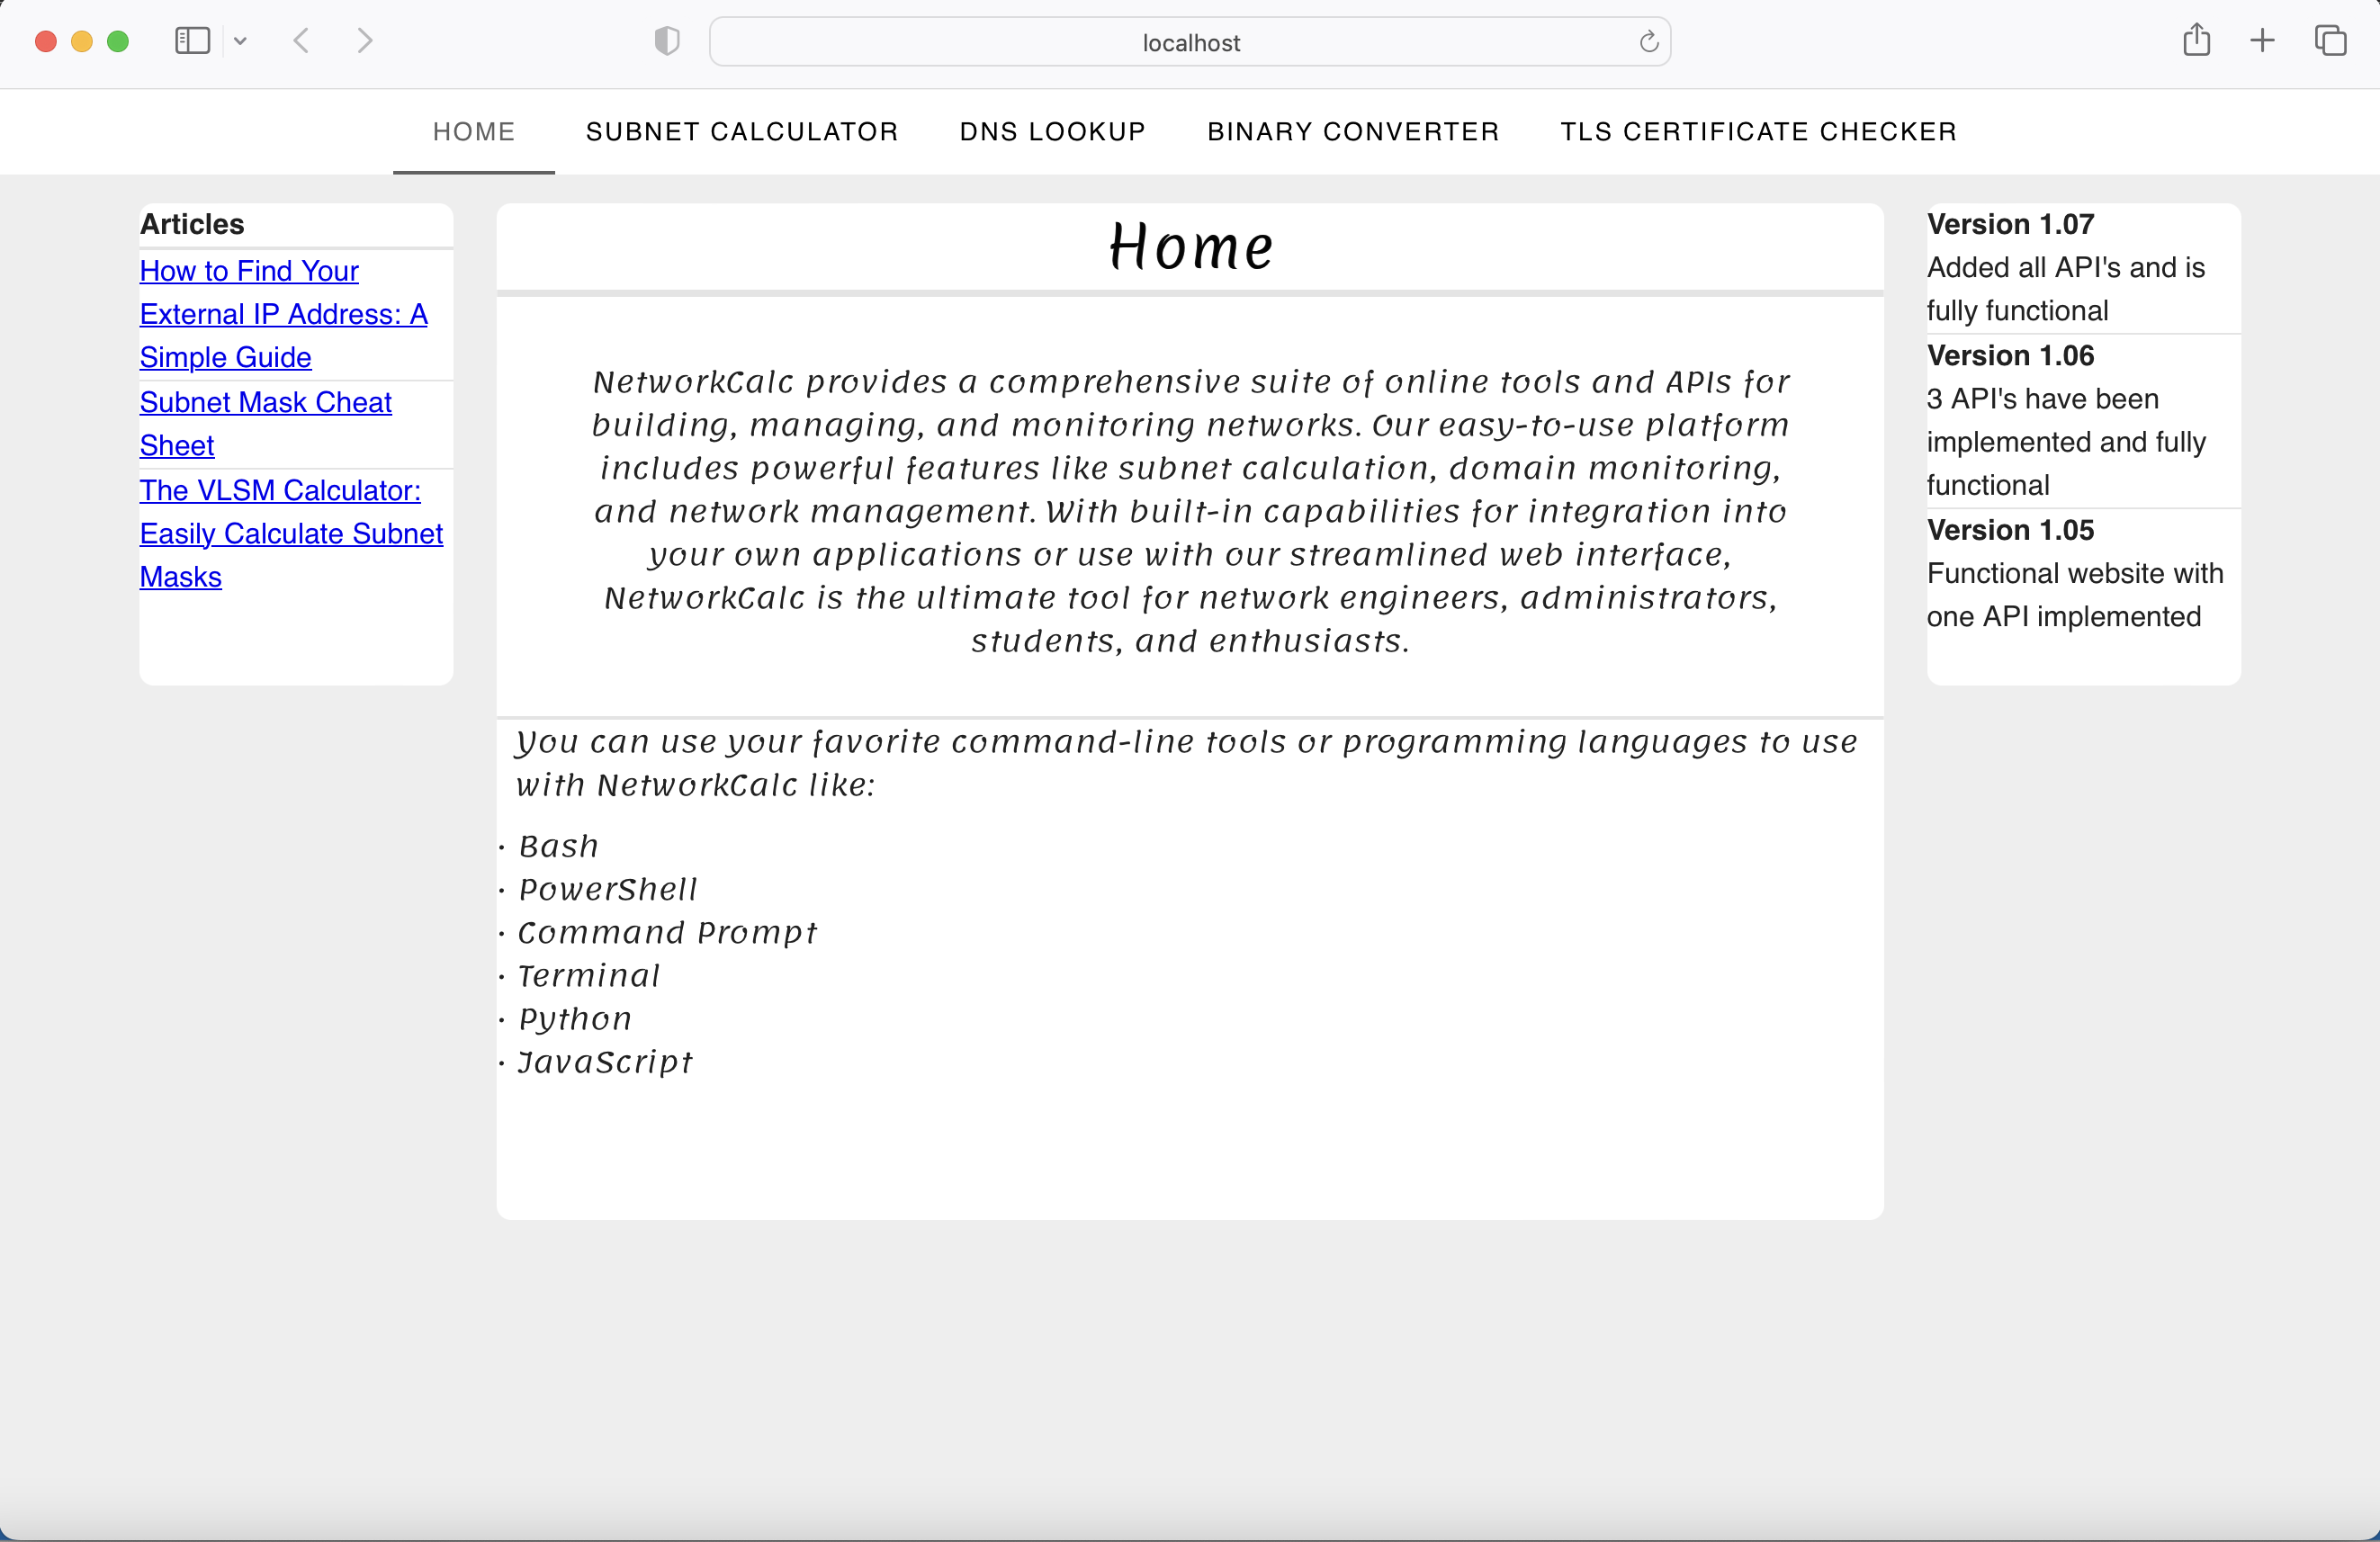 localhost
HOME SUBNET CALCULATOR DNS LOOKUP BINARY CONVERTER TLS CERTIFICATE CHECKER
Articles
How to Find Your
External IP Address: A
Simple Guide
Subnet Mask Cheat
Sheet
The VLSM Calculator:
Easily Calculate Subnet
Masks
Home
NetworkCalc provides a comprehensive suite of online tools and APIs for
building, managing, and monitoring networks. Our easy-to-use platform
includes powerful features like subnet calculation, domain monitoring,
and network management. With built-in capabilities for integration into
your own applications or use with our streamlined web interface,
NetworkCalc is the ultimate tool for network engineers, administrators,
students, and enthusiasts.
You can use your favorite command-line tools or programming languages to use
with NetworkCalc like:
· Bash
· PowerShell
· Command Prompt
· Terminal
· Python
· JavaScript
Version 1.07
Added all API's and is
fully functional
Version 1.06
3 API's have been
implemented and fully
functional
Version 1.05
Functional website with
one API implemented